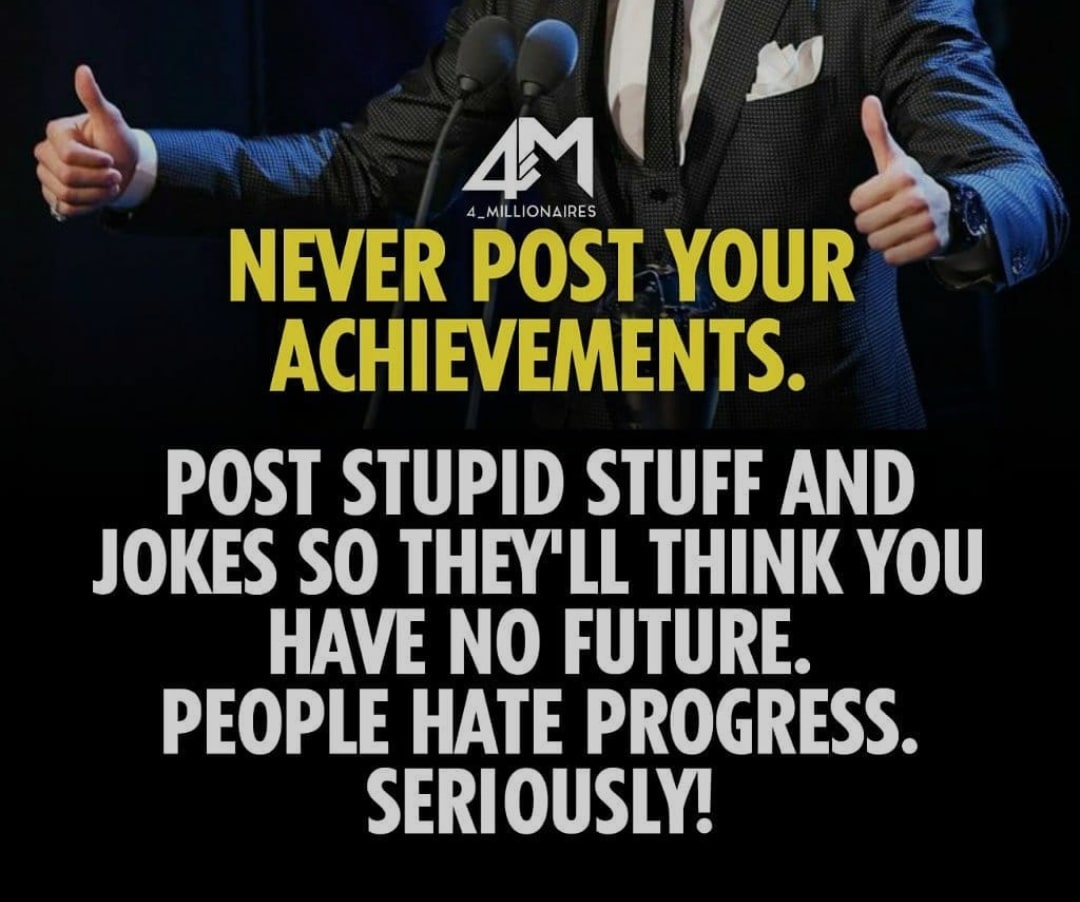 4EM
4_MILLIONAIRES
NEVER POST YOUR
ACHIEVEMENTS.
POST STUPID STUFF AND
JOKES SO THEY'LL THINK YOU
HAVE NO FUTURE.
PEOPLE HATE PROGRESS.
SERIOUSLY!